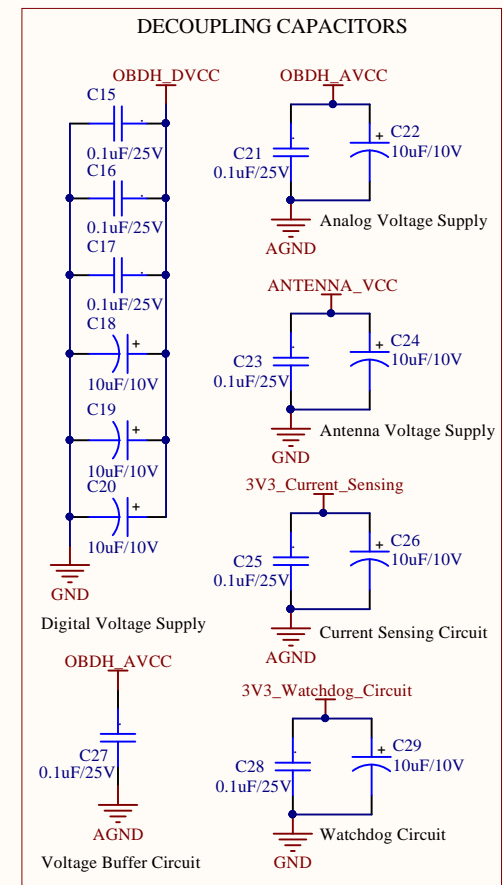 DECOUPLING CAPACITORS
OBDH_DVCC
C15
0.1uF/25V
C16
0.1uF/25V
C17
0.1uF/25V
C18
10uF/10V
C19
10uF/10V
C20
10uF/10V
GND
Digital Voltage Supply
OBDH_AVCC
C27
0.1uF/25V
AGND
Voltage Buffer Circuit
OBDH_AVCC
C21
0.1uF/25V
+ C22
10uF/10V
AGND
Analog Voltage Supply
ANTENNA_VCC
C23
0.1uF/25V
+ C24
10uF/10V
GND
Antenna Voltage Supply
3V3_Current_Sensing
C25
0.1uF/25V
+ C26
10uF/10V
AGND
Current Sensing Circuit
3V3_Watchdog_Circuit
C28
0.1uF/25V
+ C29
10uF/10V
GND
Watchdog Circuit